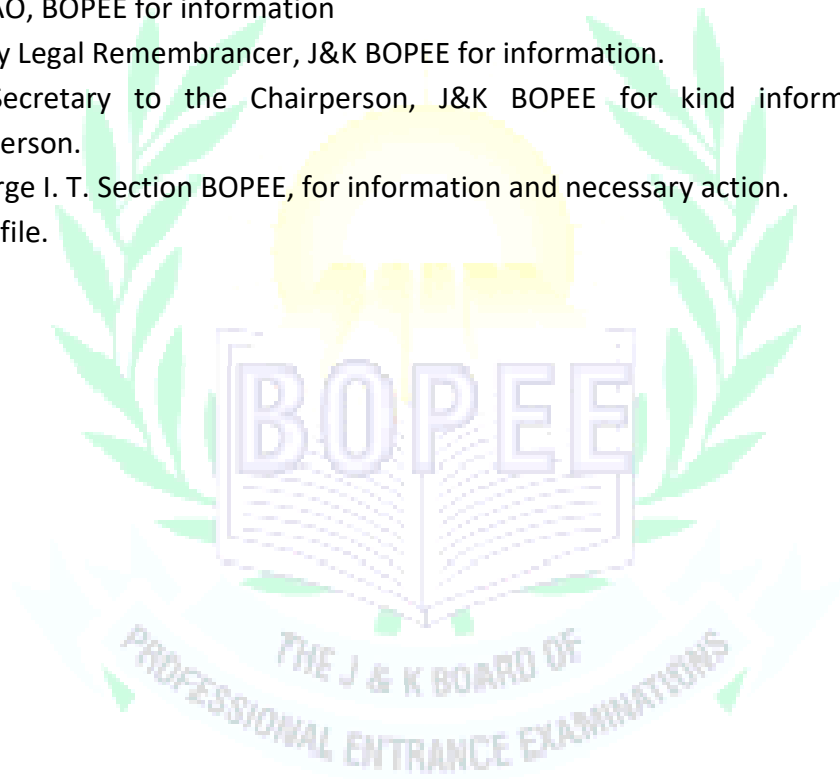 AO, BOPEE for information
y Legal Remembrancer, J&K BOPEE for information.
Secretary to the Chairperson, J&K BOPEE for kind inform
erson.
rge I. T. Section BOPEE, for information and necessary action.
file.
BOPEE
THE J & K BOARD OF
PROFESSIONAL ENTRANCE EXAMINATIONS